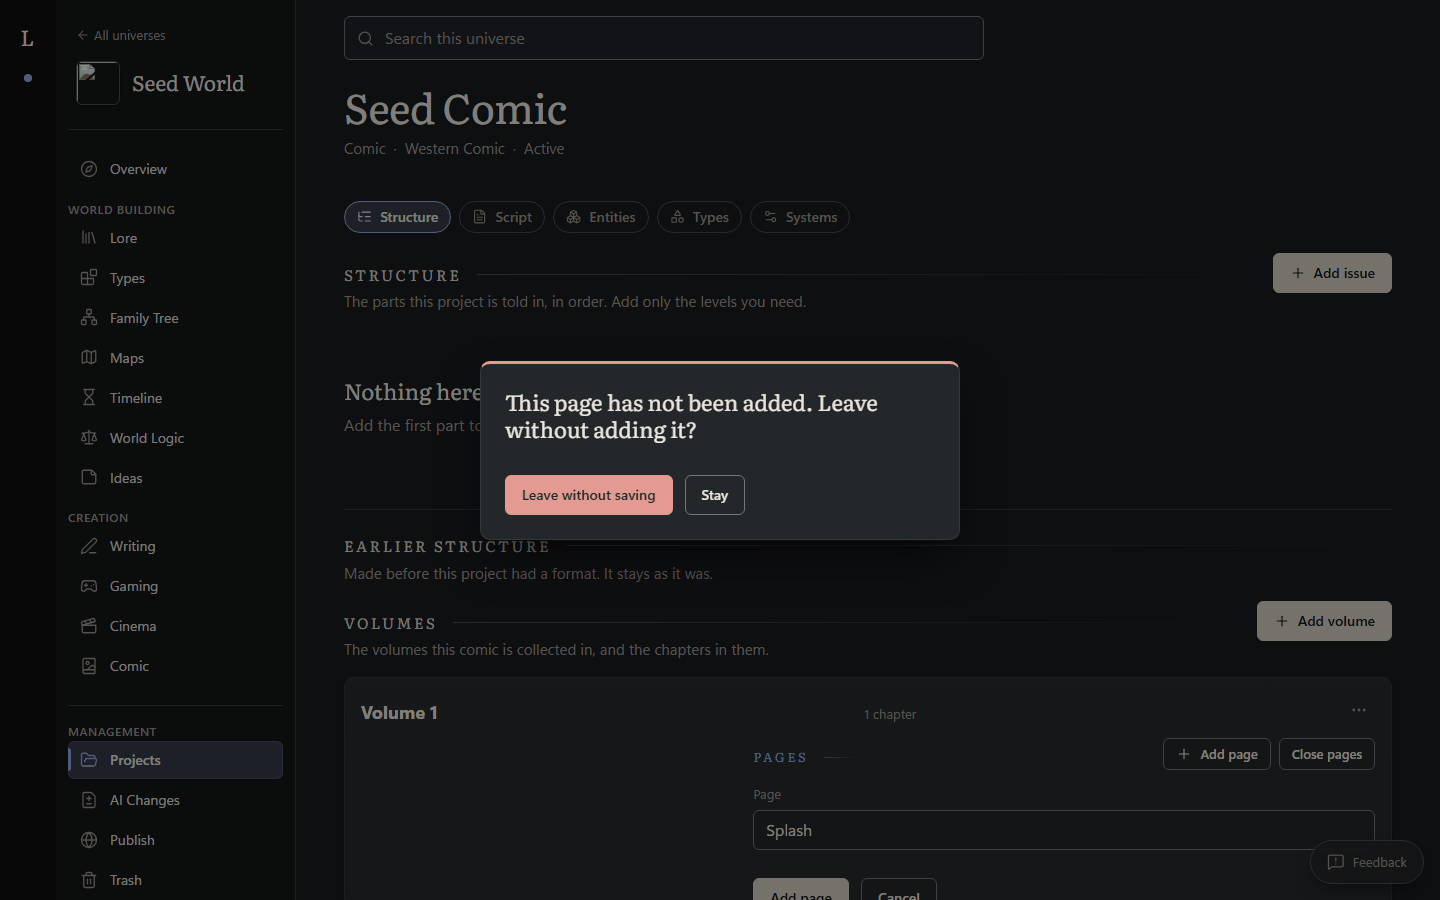 L
All universes
Seed World
Overview
WORLD BUILDING
Lore
Types
Family Tree
Maps
Timeline
World Logic
Ideas
CREATION
Writing
Gaming
Cinema
Comic
MANAGEMENT
Projects
AI Changes
Publish
Trash
Search this universe
Seed Comic
Comic · Western Comic · Active
Structure
Script
Entities
Types
Systems
STRUCTURE
Add issue
The parts this project is told in, in order. Add only the levels you need.
Nothing here
Add the first part to
This page has not been added. Leave
without adding it?
Leave without saving
Stay
EARLIER STRUCTURE
Made before this project had a format. It stays as it was.
VOLUMES
Add volume
The volumes this comic is collected in, and the chapters in them.
Volume 1
1 chapter
PAGES
Add page
Close pages
Page
Splash
Feedback
Add page
Cancel